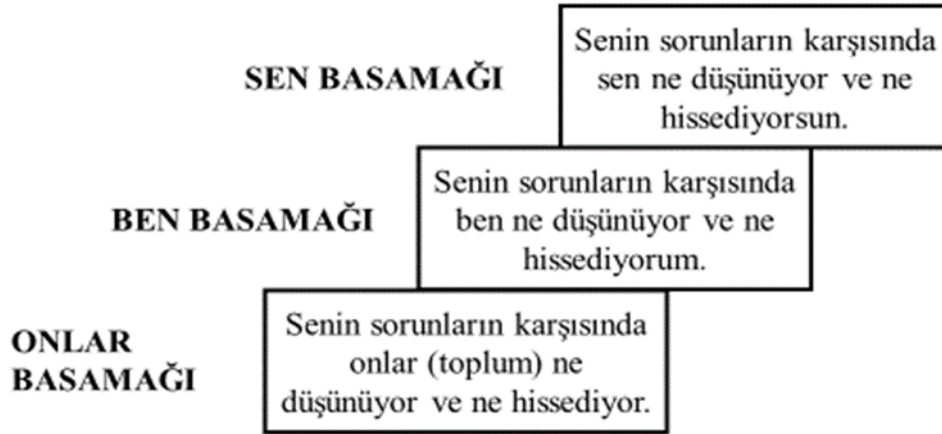 SEN BASAMAĞI
Senin sorunların karşısında
sen ne düşünüyor ve ne
hissediyorsun.
BEN BASAMAĞI
Senin sorunların karşısında
ben ne düşünüyor ve ne
hissediyorum.
ONLAR
BASAMAĞI
Senin sorunların karşısında
onlar (toplum) ne
düşünüyor ve ne hissediyor.